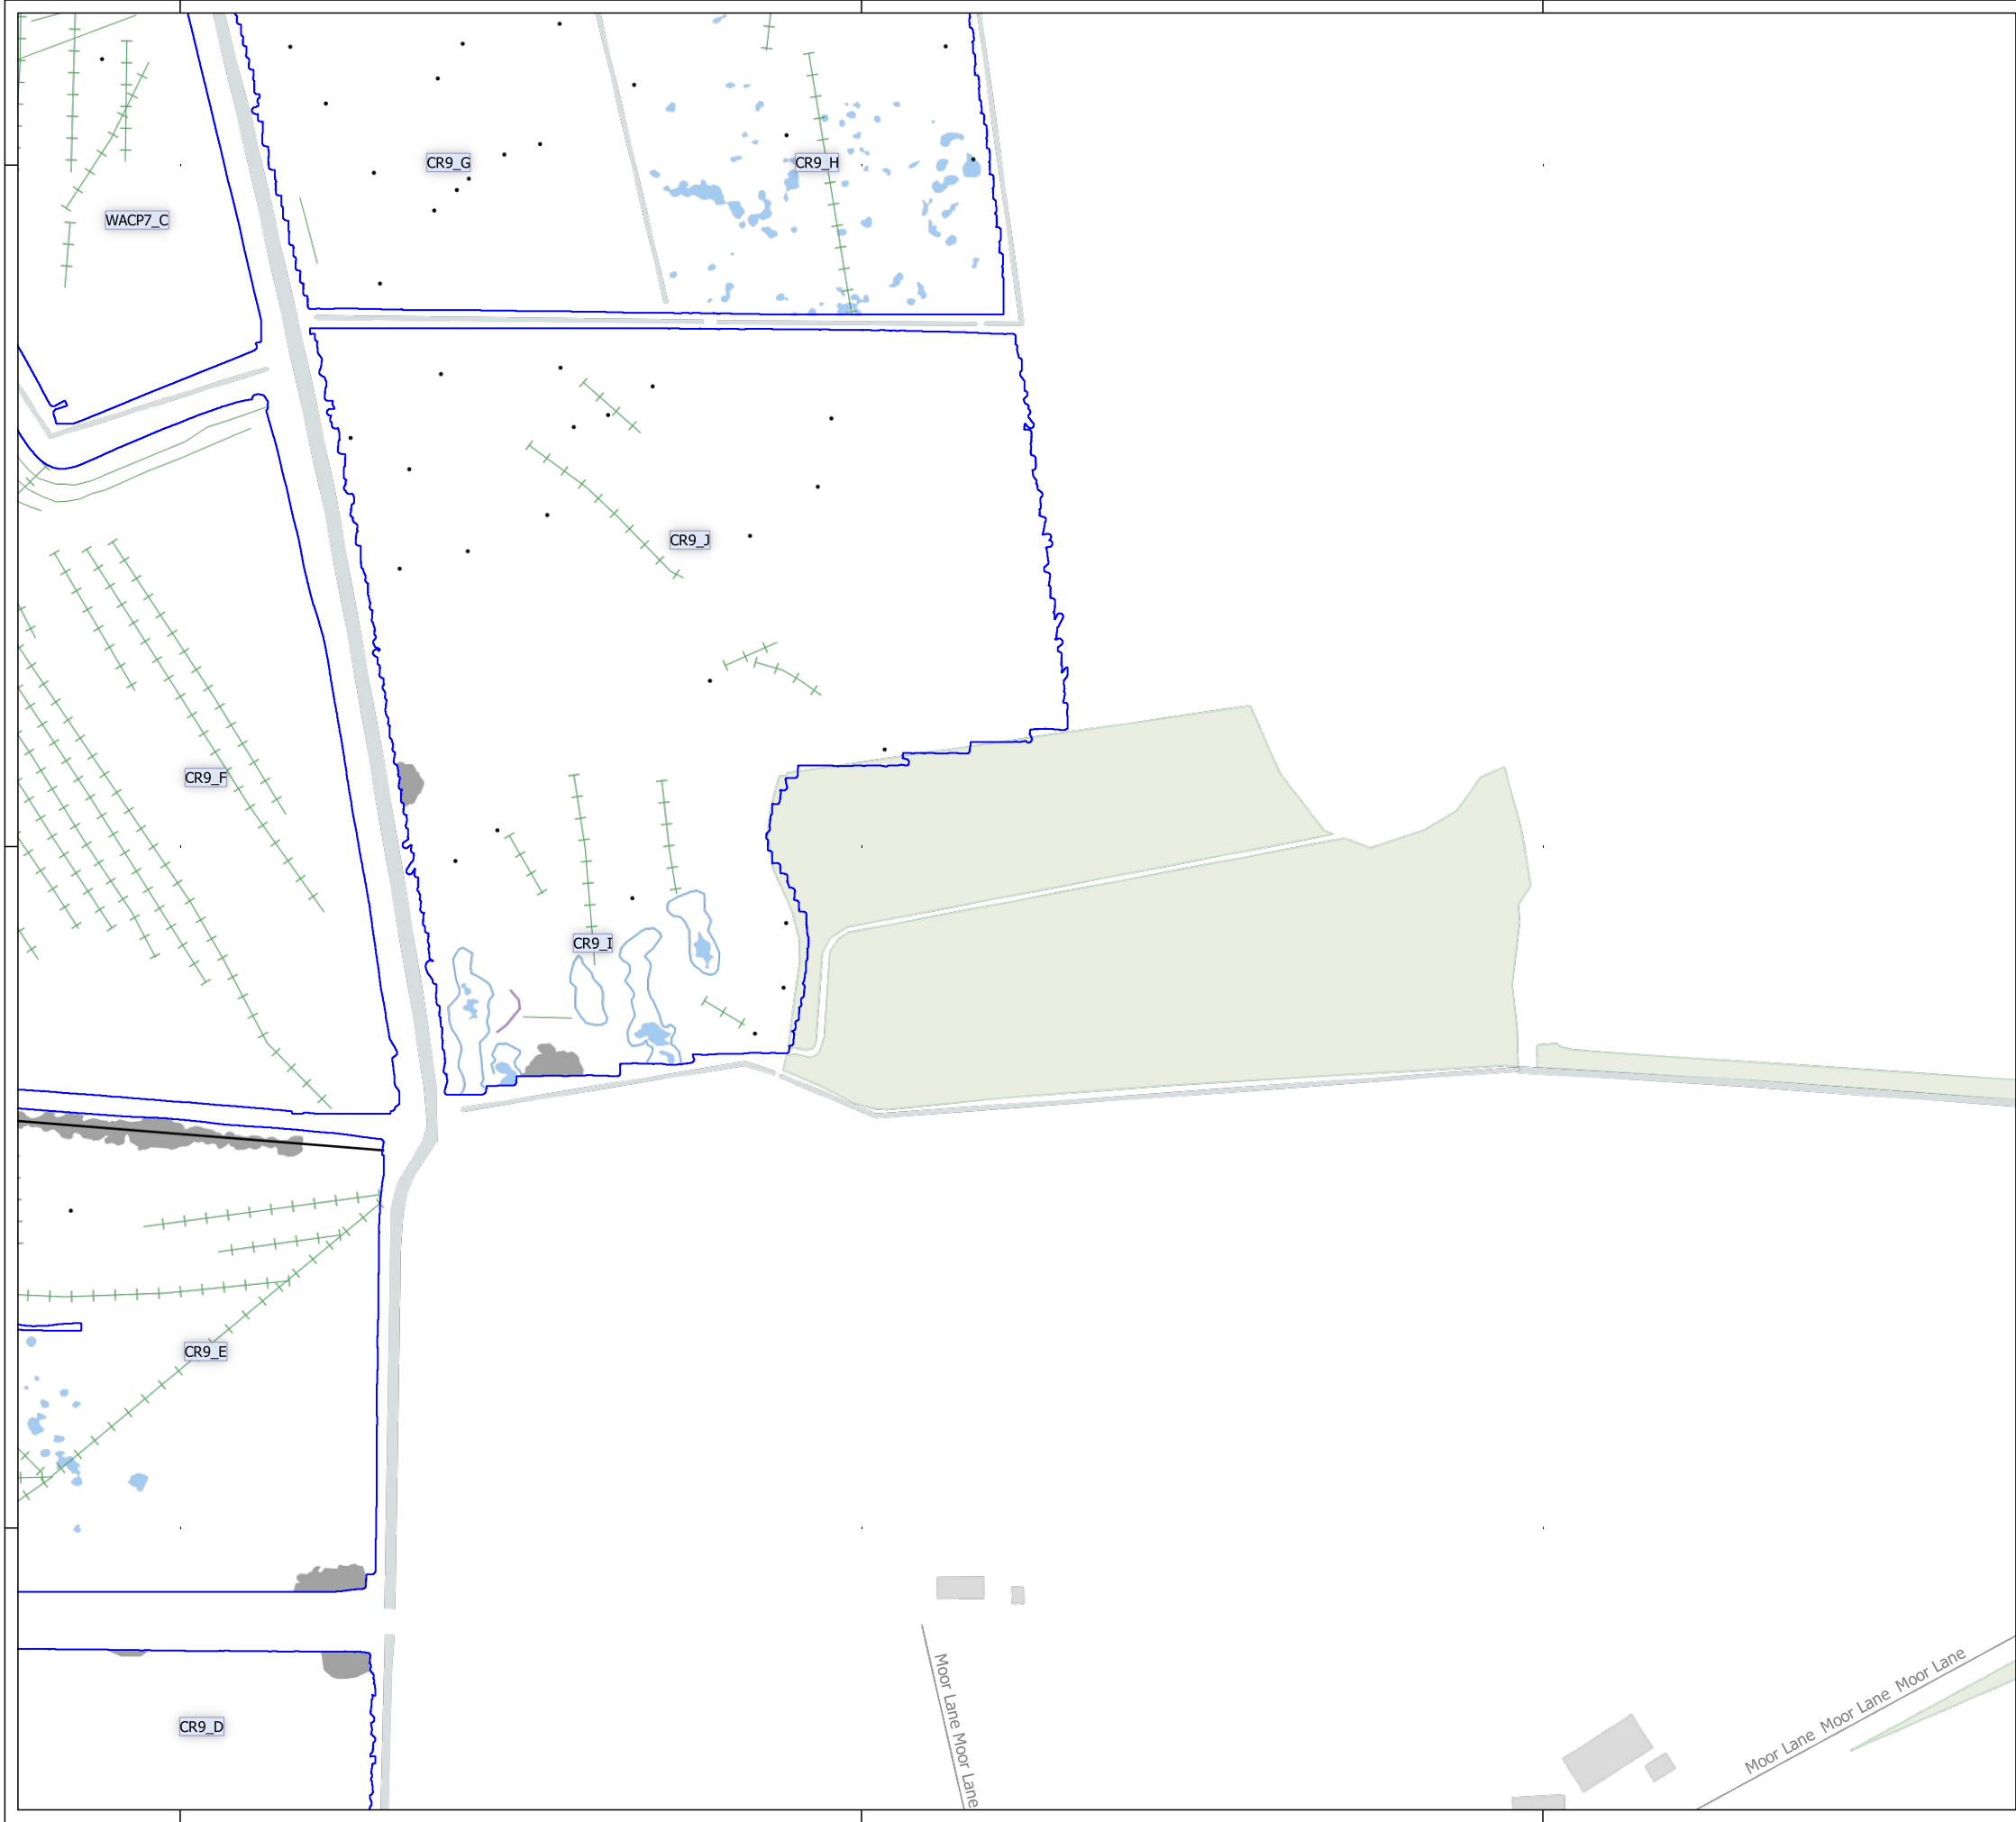 CR9_G
CR9_H
WACP7_C
CR9_J
CR9_F
CR9_I
CR9_E
Moor Lane Moor Lane
Moor Lane Moor Lane Moor Lane
CR9_D